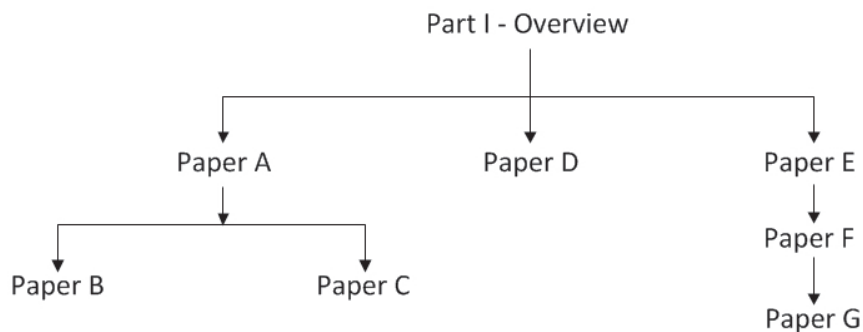 Part I - Overview
Paper A
Paper D
Paper E
Paper F
Paper B
Paper C
Paper G